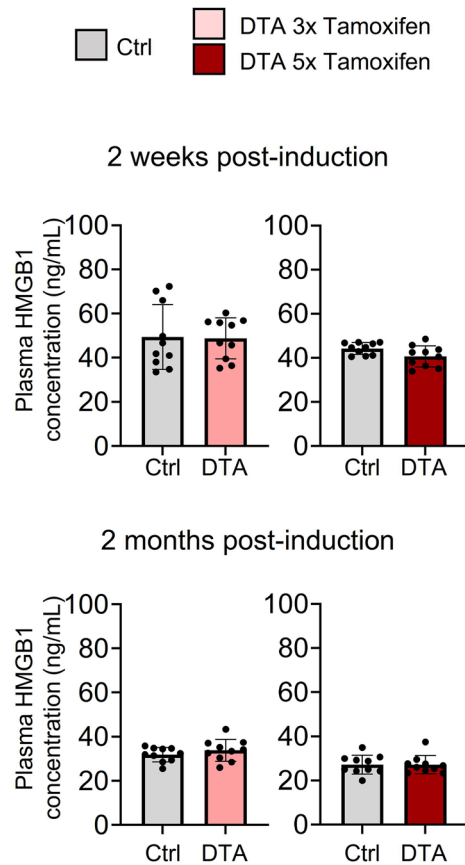 Ctrl
DTA 3x Tamoxifen
DTA 5x Tamoxifen
2 weeks post-induction
Plasma HMGB1
concentration (ng/mL)
100
80
60
40
20
0
Ctrl DTA
100
80
60
40
20
0
Ctrl DTA
2 months post-induction
Plasma HMGB1
concentration (ng/mL)
100
80
60
40
20
0
Ctrl DTA
100
80
60
40
20
0
Ctrl DTA